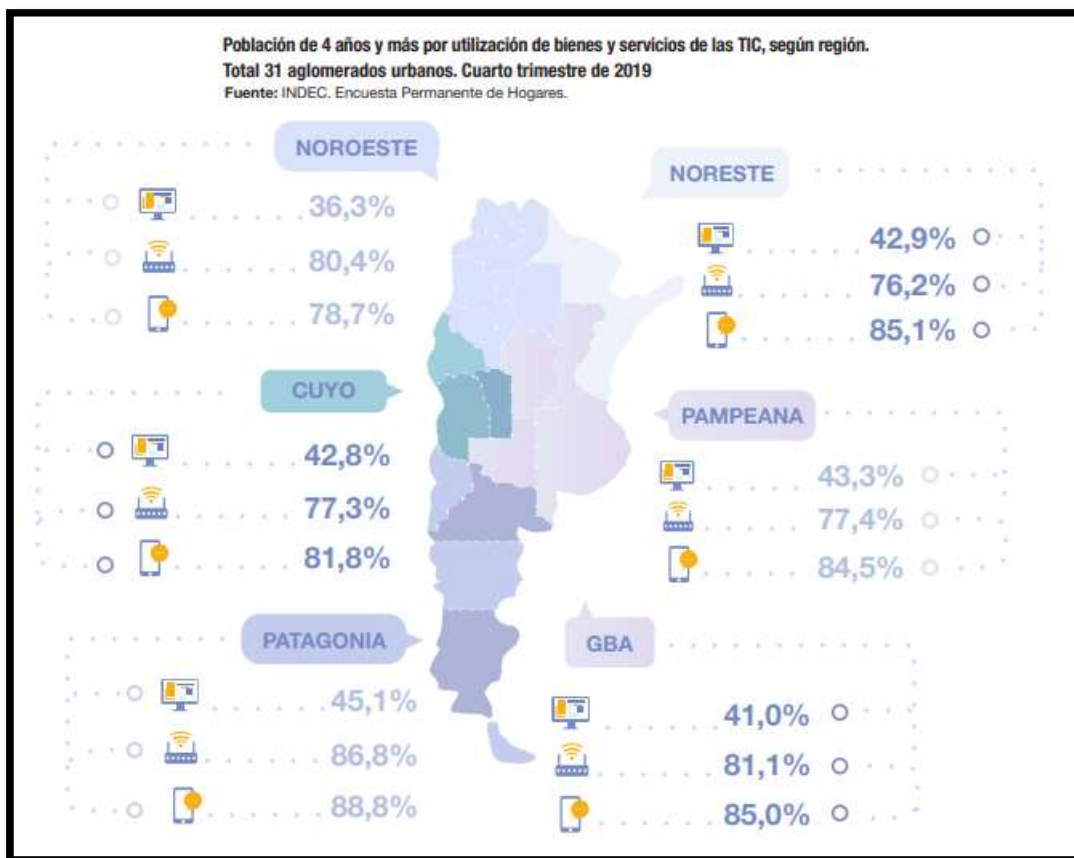 Población de 4 años y más por utilización de bienes y servicios de las TIC, según región.
Total 31 aglomerados urbanos. Cuarto trimestre de 2019
Fuente: INDEC. Encuesta Permanente de Hogares.
NOROESTE
36,3%
80,4%
78,7%
NORESTE
42,9%
76,2%
85,1%
CUYO
42,8%
77,3%
81,8%
PAMPEANA
43,3%
77,4%
84,5%
PATAGONIA
45,1%
86,8%
88,8%
GBA
41,0%
81,1%
85,0%